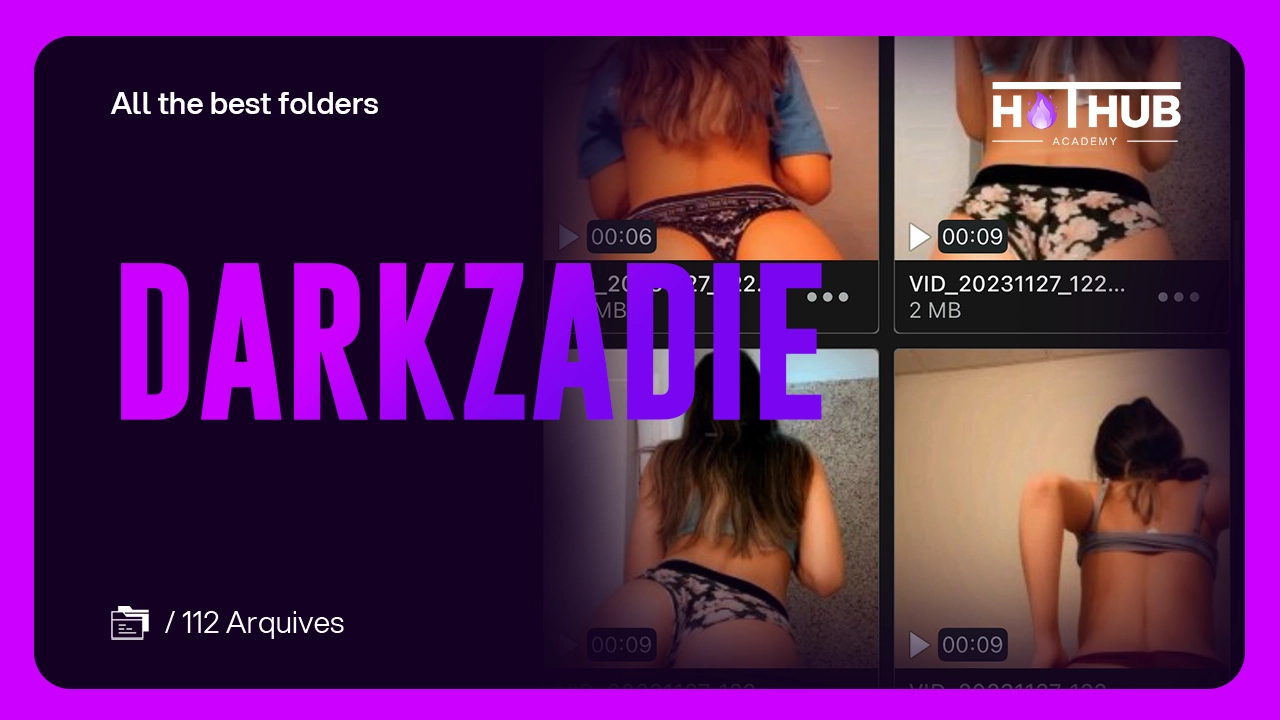 All the best folders
HOTHUB
ACADEMY
00:06
00:09
VID_20231127_122...
2 MB
DARKZADIE
00:09
00:09
/ 112 Arquives